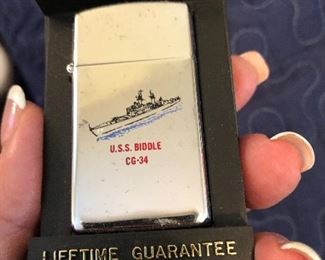 U.S.S. BIDDLE
CG-34
LIFETIME GUARANTEE